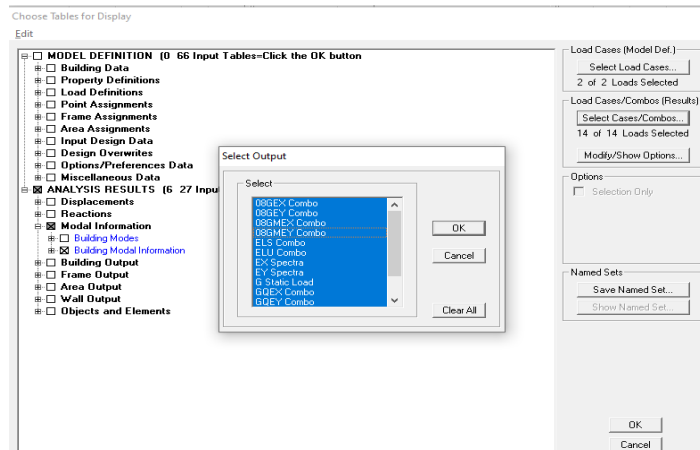 Choose Tables for Display
Edit
MODEL DEFINITION (0 66 Input Tables=Click the OK button
Building Data
Property Definitions
Load Definitions
Point Assignments
Frame Assignments
Area Assignments
Input Design Data
Design Overwrites
Options/Preferences Data
Miscellaneous Data
ANALYSIS RESULTS (6 27 Inpu
Displacements
Reactions
Modal Information
Building Modes
Building Modal Information
Building Output
Frame Output
Area Output
Wall Output
Objects and Elements
Select Output
Select
08GEX Combo
08GEY Combo
08GMEX Combo
08GMEY Combo
ELS Combo
ELU Combo
EX Spectra
EY Spectra
G Static Load
GQEX Combo
GQEY Combo
OK
Cancel
Clear All
Load Cases (Model Def.)
Select Load Cases...
2 of 2 Loads Selected
Load Cases/Combos (Results)
Select Cases/Combos...
14 of 14 Loads Selected
Modify/Show Options...
Options
Selection Only
Named Sets
Save Named Set...
Show Named Set...
OK
Cancel